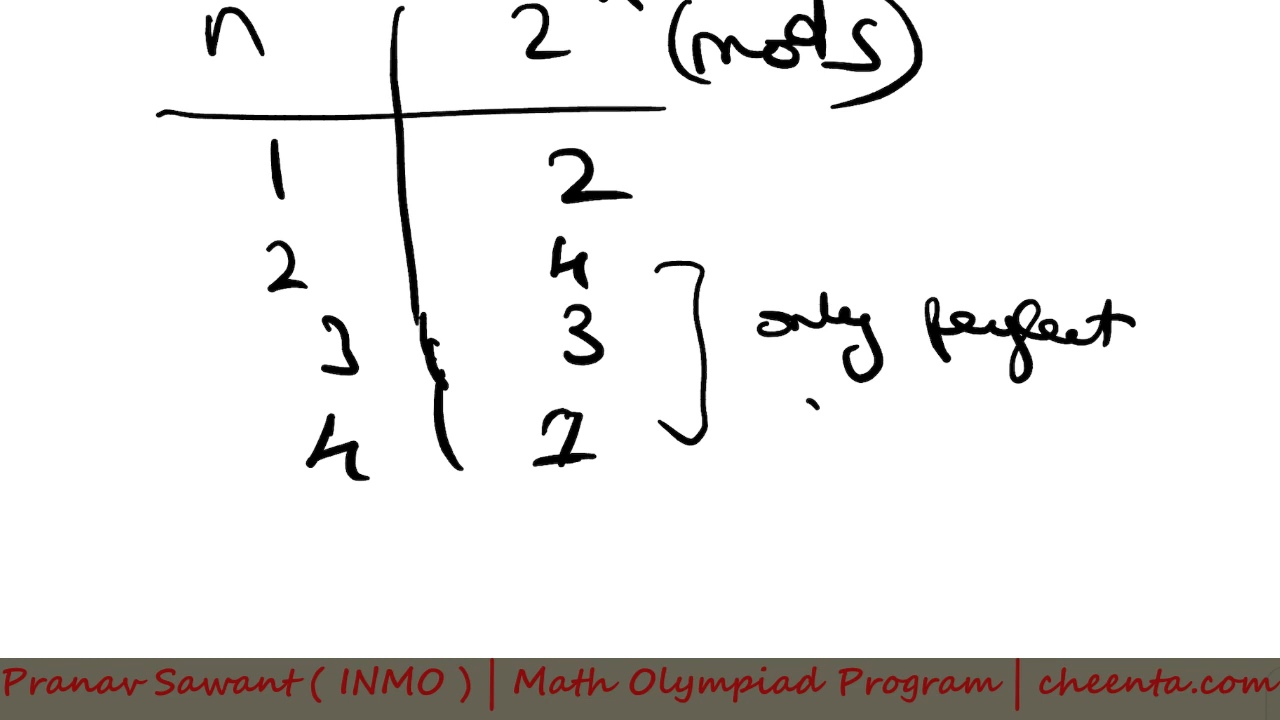 n 2^n (mod 5)
1 2
2 4
3 3
4 1
only perfect
Pranav Sawant ( INMO ) | Math Olympiad Program | cheenta.com